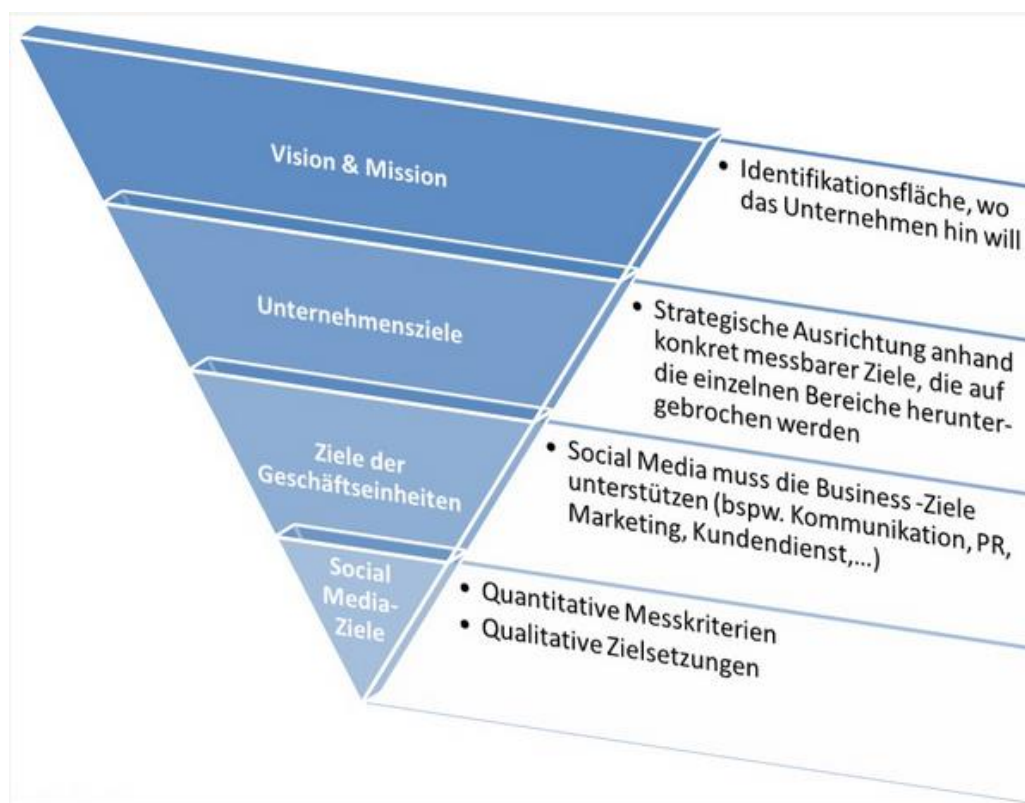 Vision & Mission
• Identifikationsfläche, wo
das Unternehmen hin will
Unternehmensziele
• Strategische Ausrichtung anhand
konkret messbarer Ziele, die auf
die einzelnen Bereiche herunter-
gebrochen werden
Ziele der
Geschäftseinheiten
• Social Media muss die Business -Ziele
unterstützen (bspw. Kommunikation, PR,
Marketing, Kundendienst,...)
Social
Media-
Ziele
• Quantitative Messkriterien
• Qualitative Zielsetzungen